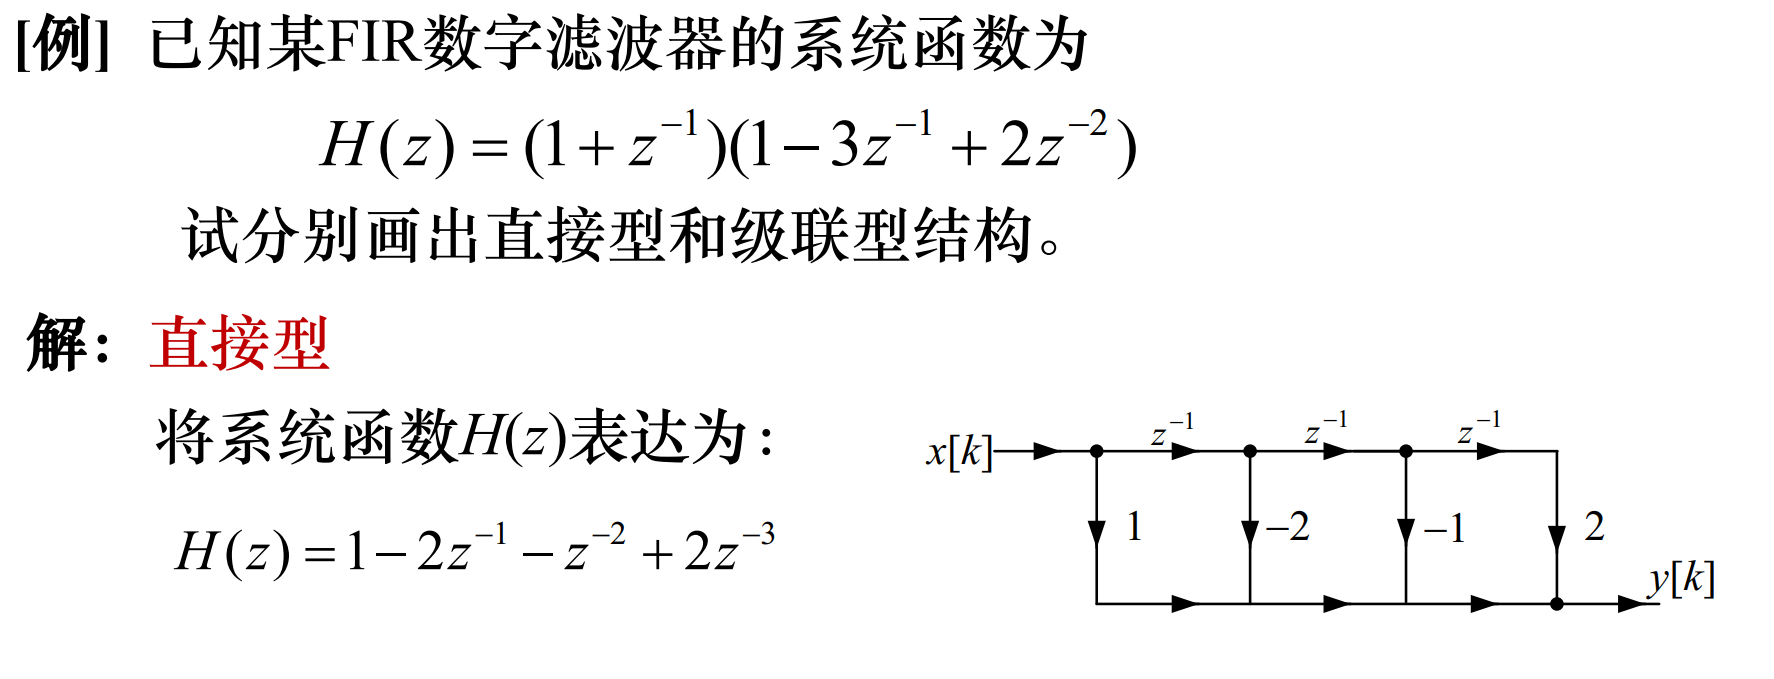 [例] 已知某FIR数字滤波器的系统函数为
H(z) = (1+z⁻¹)(1−3z⁻¹+2z⁻²)
试分别画出直接型和级联型结构。
解：直接型
将系统函数H(z)表达为：
H(z) = 1−2z⁻¹−z⁻²+2z⁻³
x[k] z⁻¹ z⁻¹ z⁻¹
1 −2 −1 2
y[k]